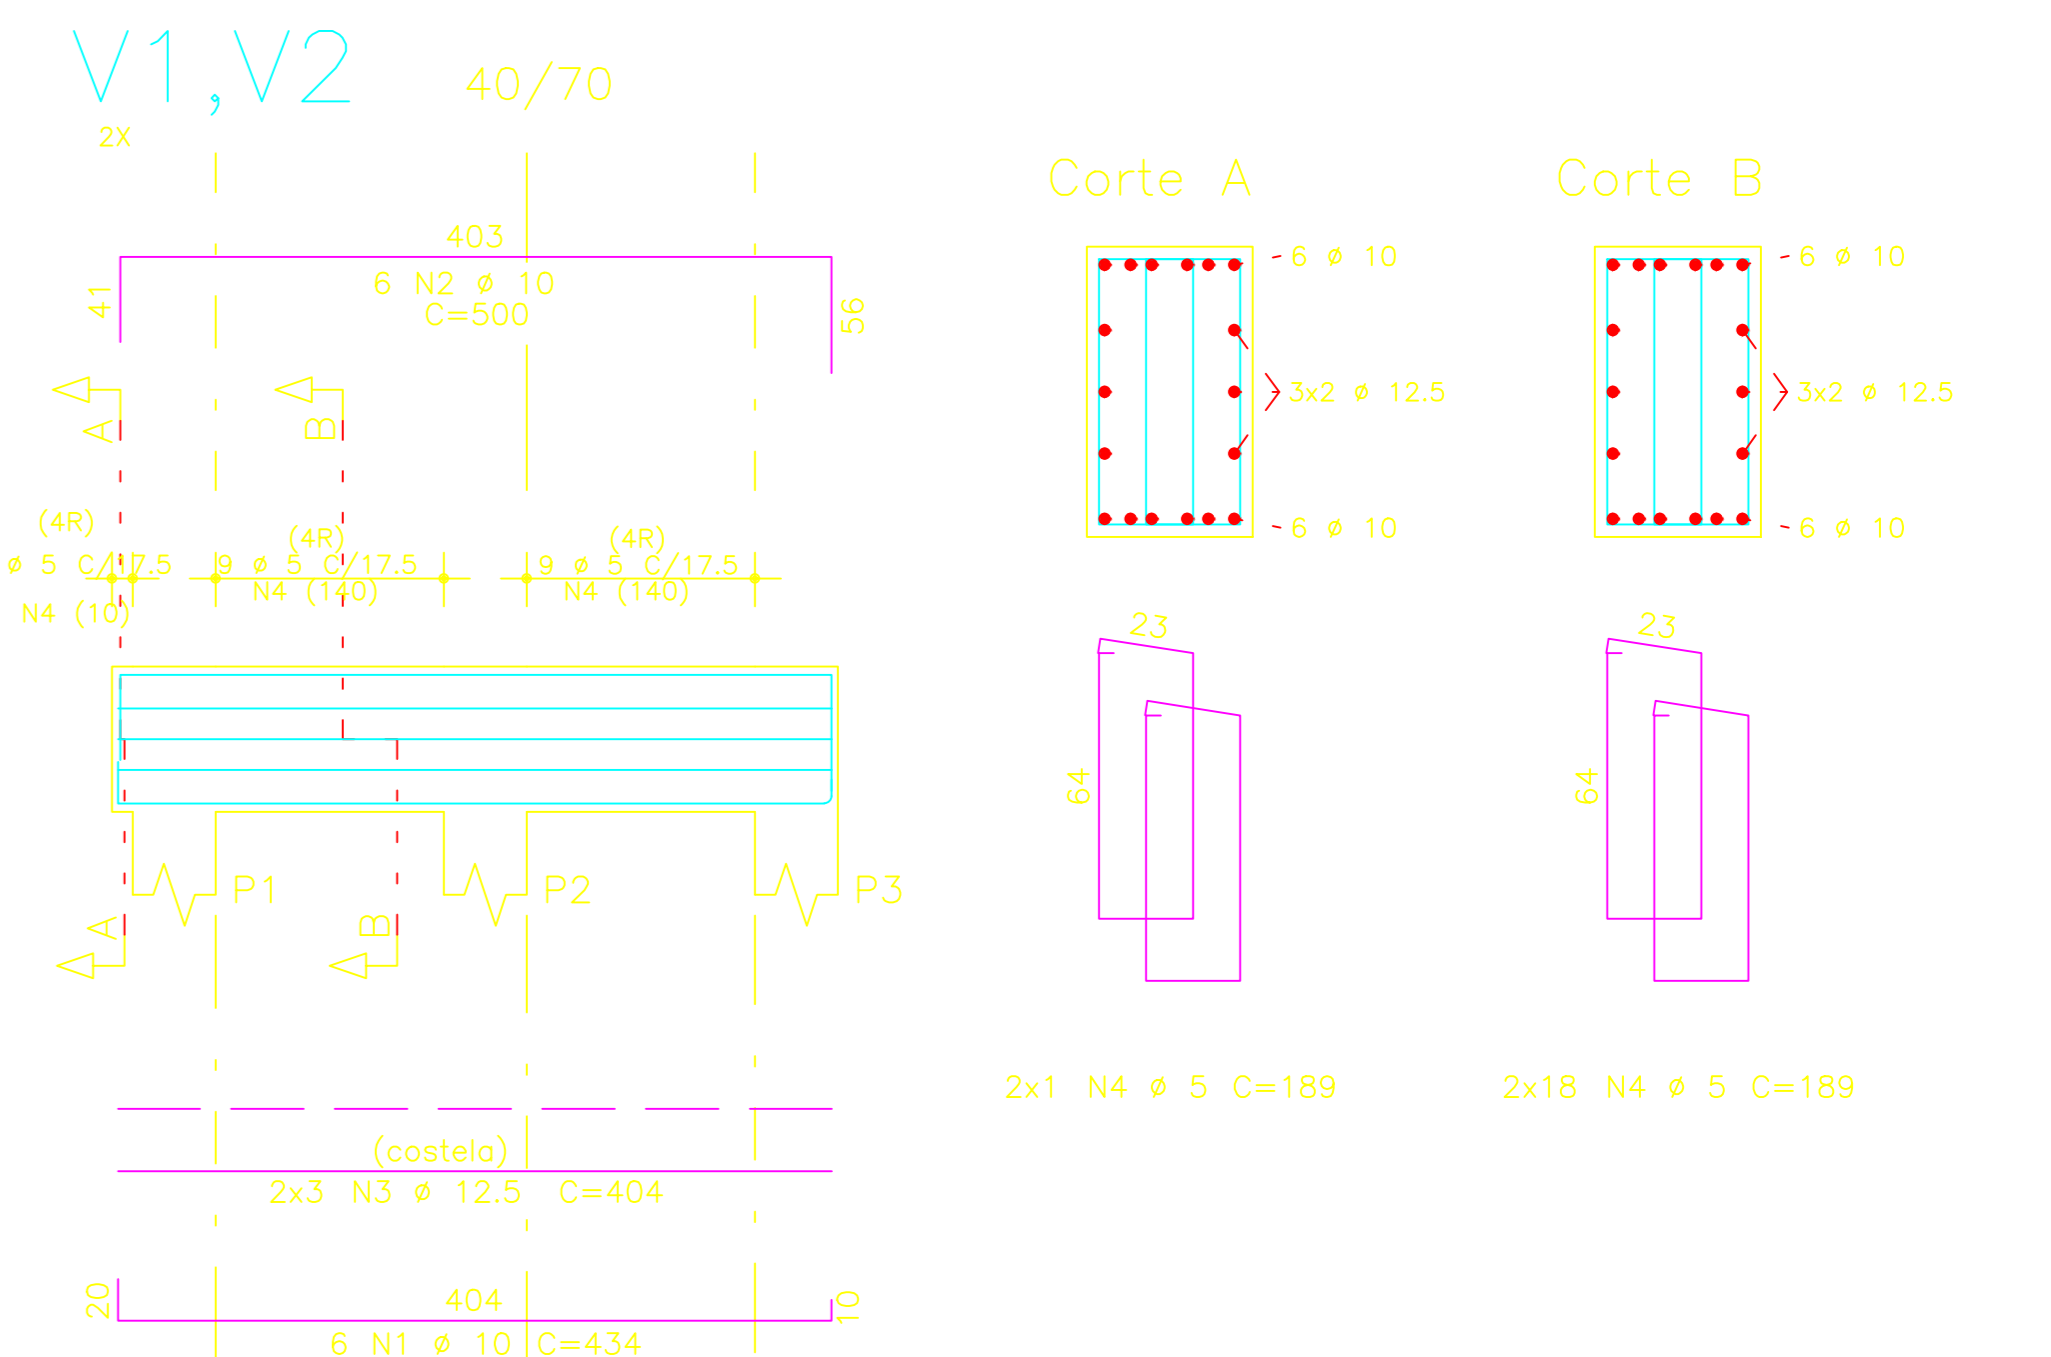 V1,V2
40/70
2X
403
6 N2 ø 10
C=500
41
56
A
B
(4R)
ø 5 C/17.5
N4 (10)
(4R)
9 ø 5 C/17.5
N4 (140)
(4R)
9 ø 5 C/17.5
N4 (140)
P1
P2
P3
A
B
(costela)
2x3 N3 ø 12.5 C=404
20
404
10
6 N1 ø 10 C=434
Corte A
6 ø 10
3x2 ø 12.5
6 ø 10
23
64
2x1 N4 ø 5 C=189
Corte B
6 ø 10
3x2 ø 12.5
6 ø 10
23
64
2x18 N4 ø 5 C=189